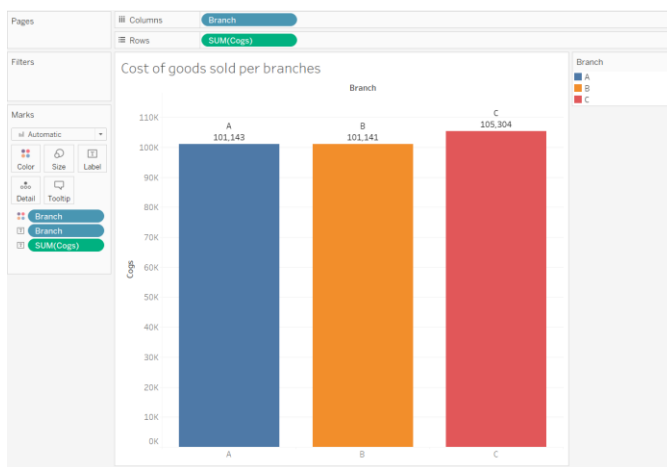 Pages
Columns
Branch
Rows
SUM(Cogs)
Filters
Marks
Automatic
Color
Size
Label
Detail
Tooltip
Branch
Branch
SUM(Cogs)
Cost of goods sold per branches
Branch
Cogs
110K
100K
90K
80K
70K
60K
50K
40K
30K
20K
10K
0K
A
101,143
B
101,141
C
105,304
A
B
C
Branch
A
B
C